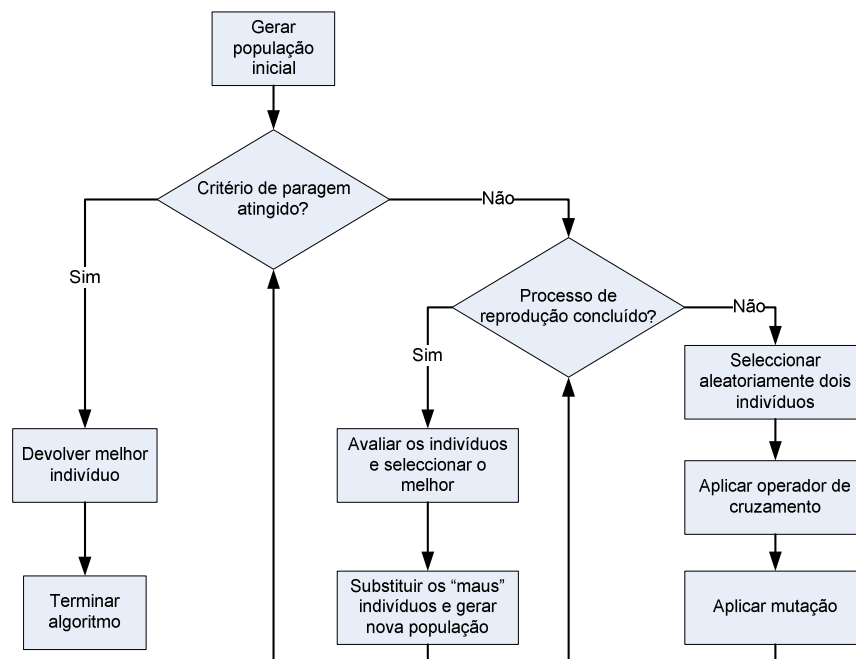 Gerar
população
inicial
Critério de paragem
atingido?
Não
Sim
Processo de
reprodução concluído?
Não
Sim
Seleccionar
aleatoriamente dois
indivíduos
Devolver melhor
indivíduo
Avaliar os indivíduos
e seleccionar o
melhor
Aplicar operador de
cruzamento
Terminar
algoritmo
Substituir os “maus”
indivíduos e gerar
nova população
Aplicar mutação